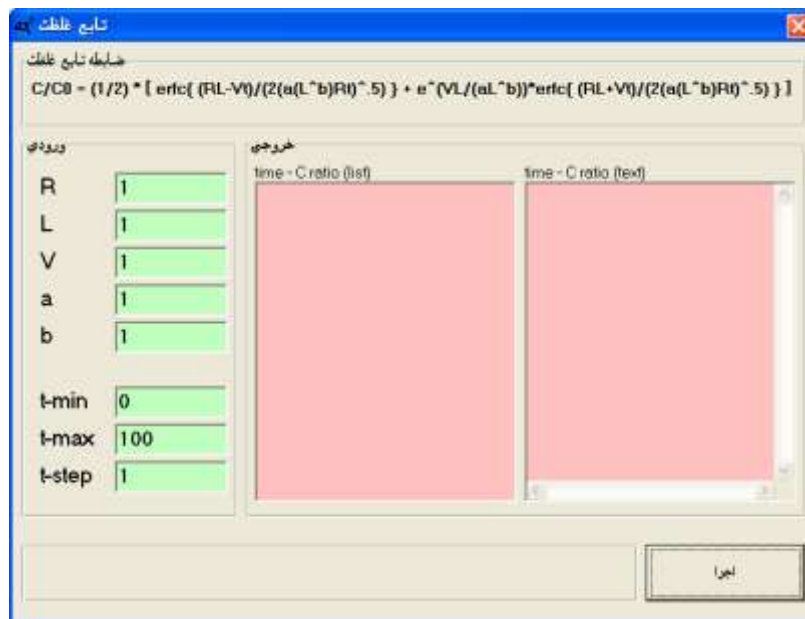 تابع غلظت
ضابطه تابع غلظت
C/C0 = (1/2) * [ erfc{ (RL-Vt)/(2(a(L^b)Rt)^.5) } + e^(VL/(aL^b))*erfc{ (RL+Vt)/(2(a(L^b)Rt)^.5) } ]
ورودي
R 1
L 1
V 1
a 1
b 1
t-min 0
t-max 100
t-step 1
خروجي
time - C ratio (list)
time - C ratio (text)
اجرا